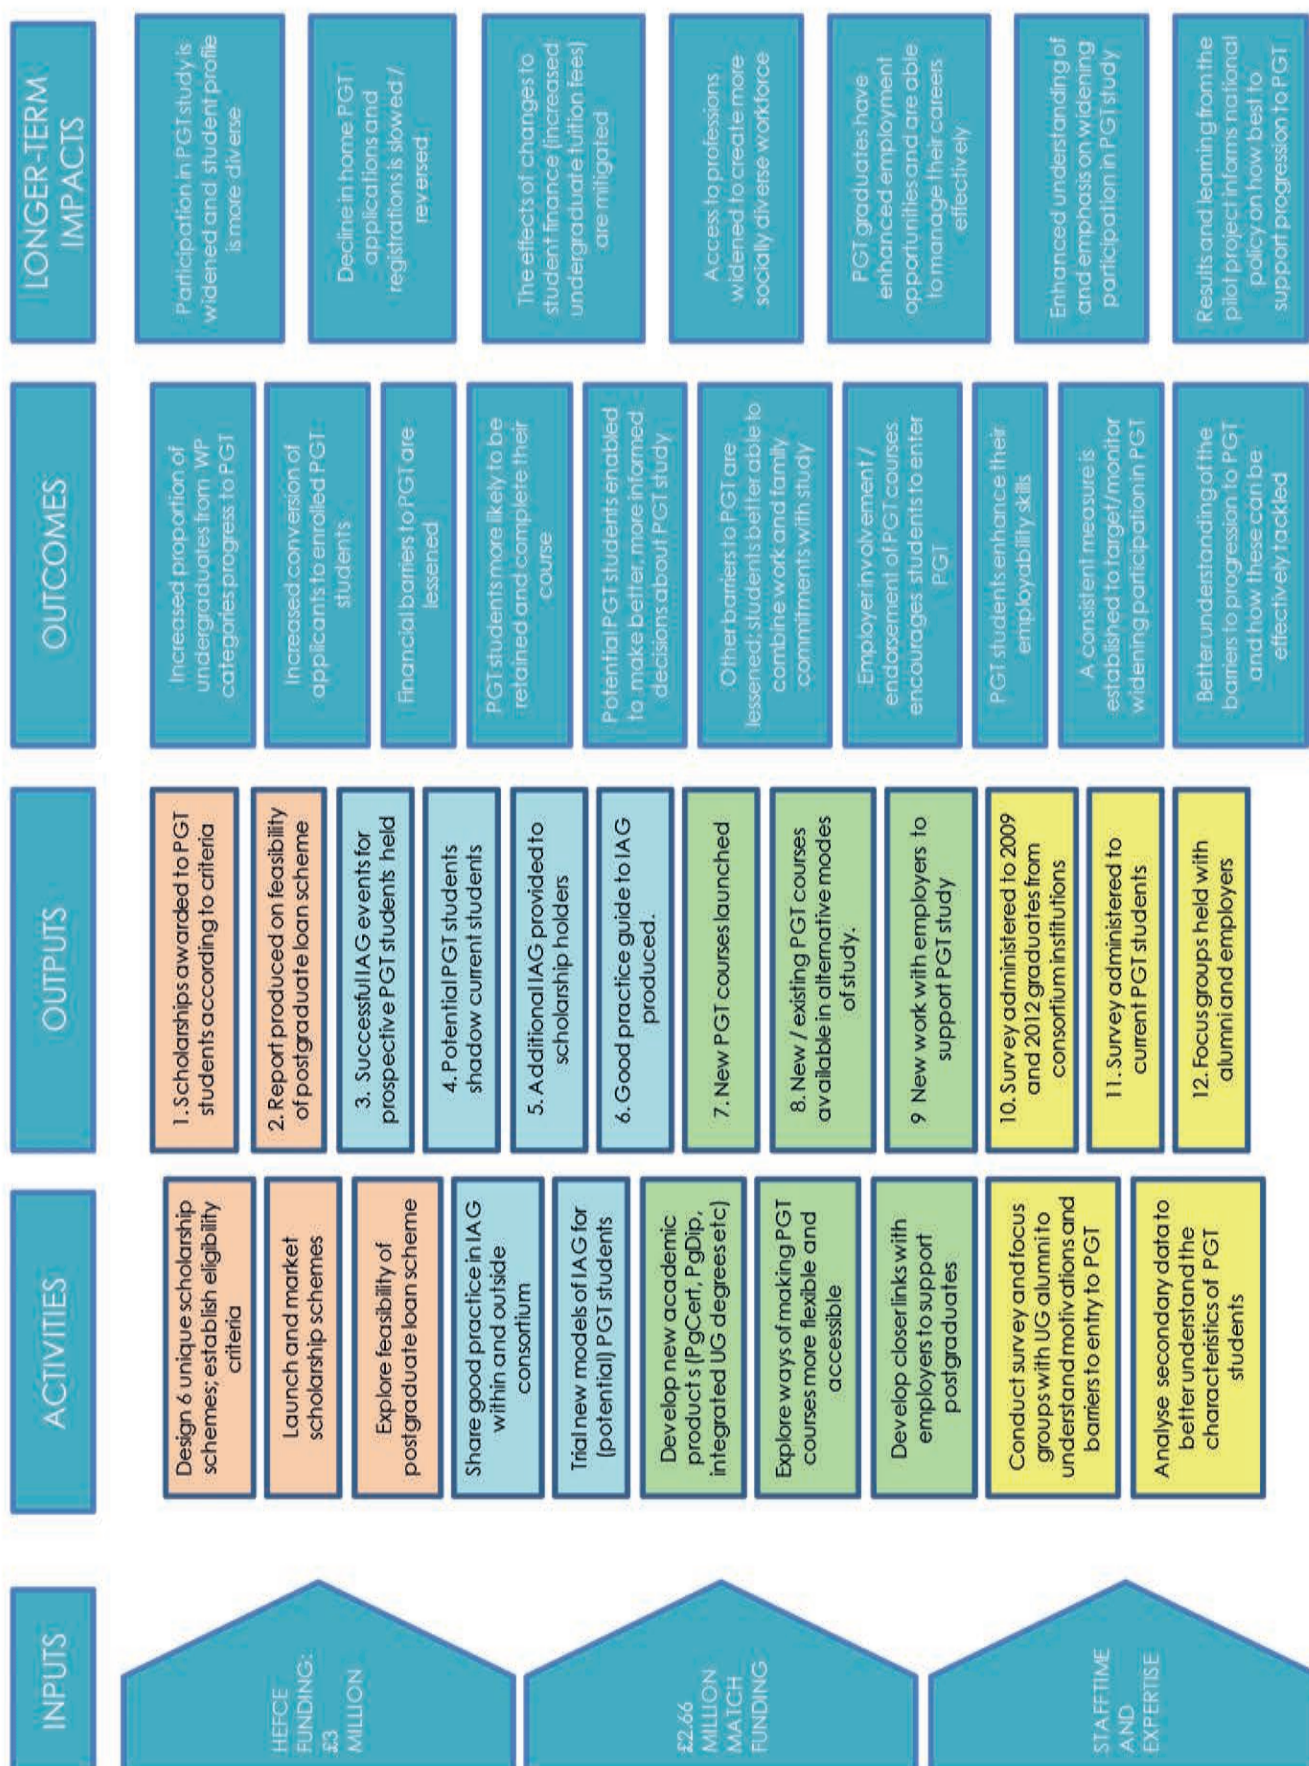 INPUTS
HEFCE
FUNDING:
£3
MILLION
£2.66
MILLION
MATCH
FUNDING
STAFF TIME
AND
EXPERTISE
ACTIVITIES
Design 6 unique scholarship
schemes; establish eligibility
criteria
Launch and market
scholarship schemes
Explore feasibility of
postgraduate loan scheme
Share good practice in IAG
within and outside
consortium
Trial new models of IAG for
(potential) PGT students
Develop new academic
products (PgCert, PgDip,
integrated UG degrees etc)
Explore ways of making PGT
courses more flexible and
accessible
Develop closer links with
employers to support
postgraduates
Conduct survey and focus
groups with UG alumni to
understand motivations and
barriers to entry to PGT
Analyse secondary data to
better understand the
characteristics of PGT
students
OUTPUTS
1. Scholarships awarded to PGT
students according to criteria
2. Report produced on feasibility
of postgraduate loan scheme
3. Successful IAG events for
prospective PGT students held
4. Potential PGT students
shadow current students
5. Additional IAG provided to
scholarship holders
6. Good practice guide to IAG
produced.
7. New PGT courses launched
8. New / existing PGT courses
available in alternative modes
of study.
9 New work with employers to
support PGT study
10. Survey administered to 2009
and 2012 graduates from
consortium institutions
11. Survey administered to
current PGT students
12. Focus groups held with
alumni and employers
OUTCOMES
Increased proportion of
undergraduates from WP
categories progress to PGT
Increased conversion of
applicants to enrolled PGT
students
Financial barriers to PGT are
lessened
PGT students more likely to be
retained and complete their
course
Potential PGT students enabled
to make better, more informed
decisions about PGT study
Other barriers to PGT are
lessened; students better able to
combine work and family
commitments with study
Employer involvement /
endorsement of PGT courses
encourages students to enter
PGT
PGT students enhance their
employability skills
A consistent measure is
established to target/monitor
widening participation in PGT
Better understanding of the
barriers to progression to PGT
and how these can be
effectively tackled
LONGER-TERM
IMPACTS
Participation in PGT study is
widened and student profile
is more diverse
Decline in home PGT
applications and
registrations is slowed /
reversed
The effects of changes to
student finance (increased
undergraduate tuition fees)
are mitigated
Access to professions
widened to create more
socially diverse workforce
PGT graduates have
enhanced employment
opportunities and are able
to manage their careers
effectively
Enhanced understanding of
and emphasis on widening
participation in PGT study
Results and learning from the
pilot project informs national
policy on how best to
support progression to PGT